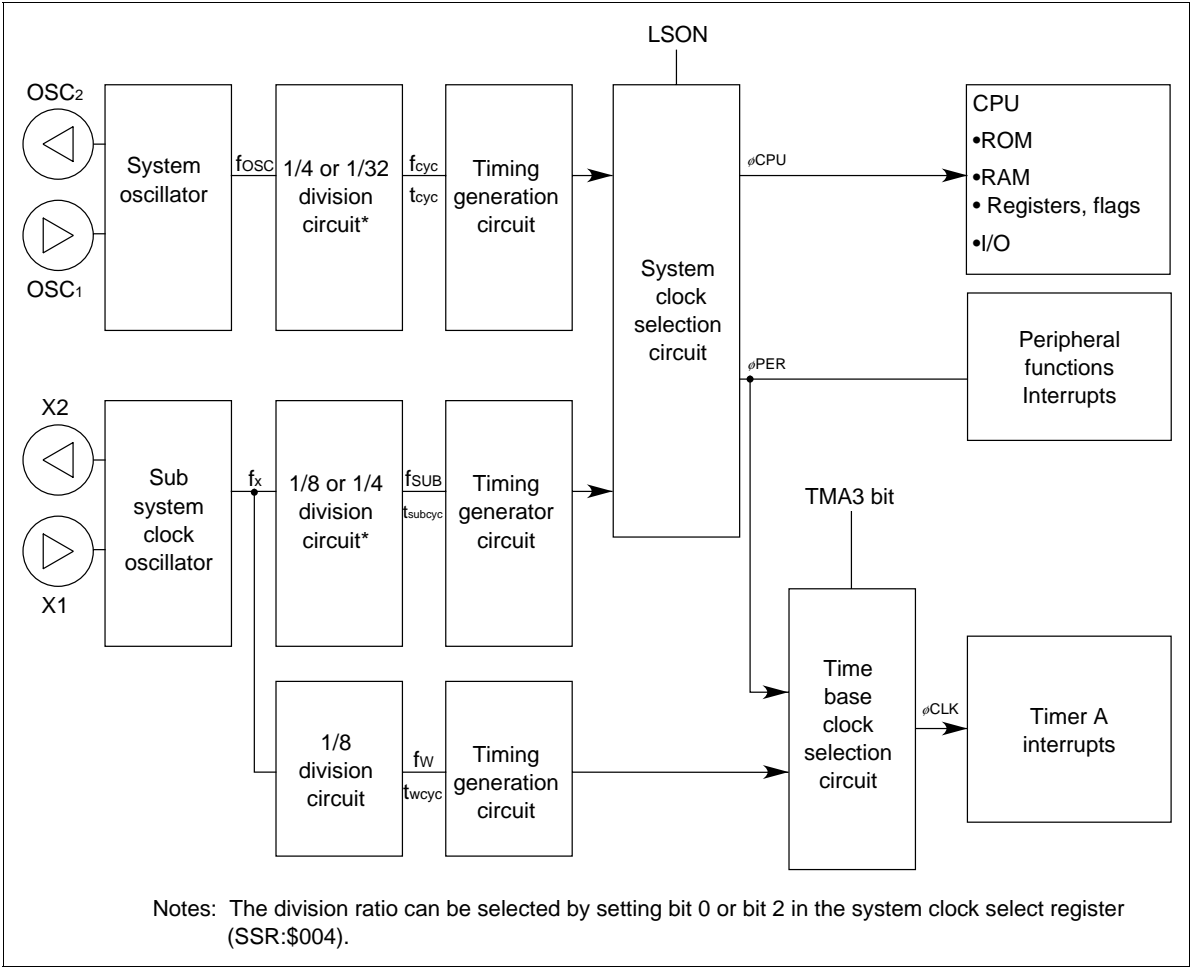 LSON
OSC2
System
oscillator
OSC1
fOSC
1/4 or 1/32
division
circuit*
fcyc
tcyc
Timing
generation
circuit
System
clock
selection
circuit
øCPU
CPU
•ROM
•RAM
• Registers, flags
•I/O
øPER
Peripheral
functions
Interrupts
X2
Sub
system
clock
oscillator
X1
fx
1/8 or 1/4
division
circuit*
fSUB
tsubcyc
Timing
generator
circuit
TMA3 bit
1/8
division
circuit
fW
twcyc
Timing
generation
circuit
Time
base
clock
selection
circuit
øCLK
Timer A
interrupts
Notes: The division ratio can be selected by setting bit 0 or bit 2 in the system clock select register
(SSR:$004).